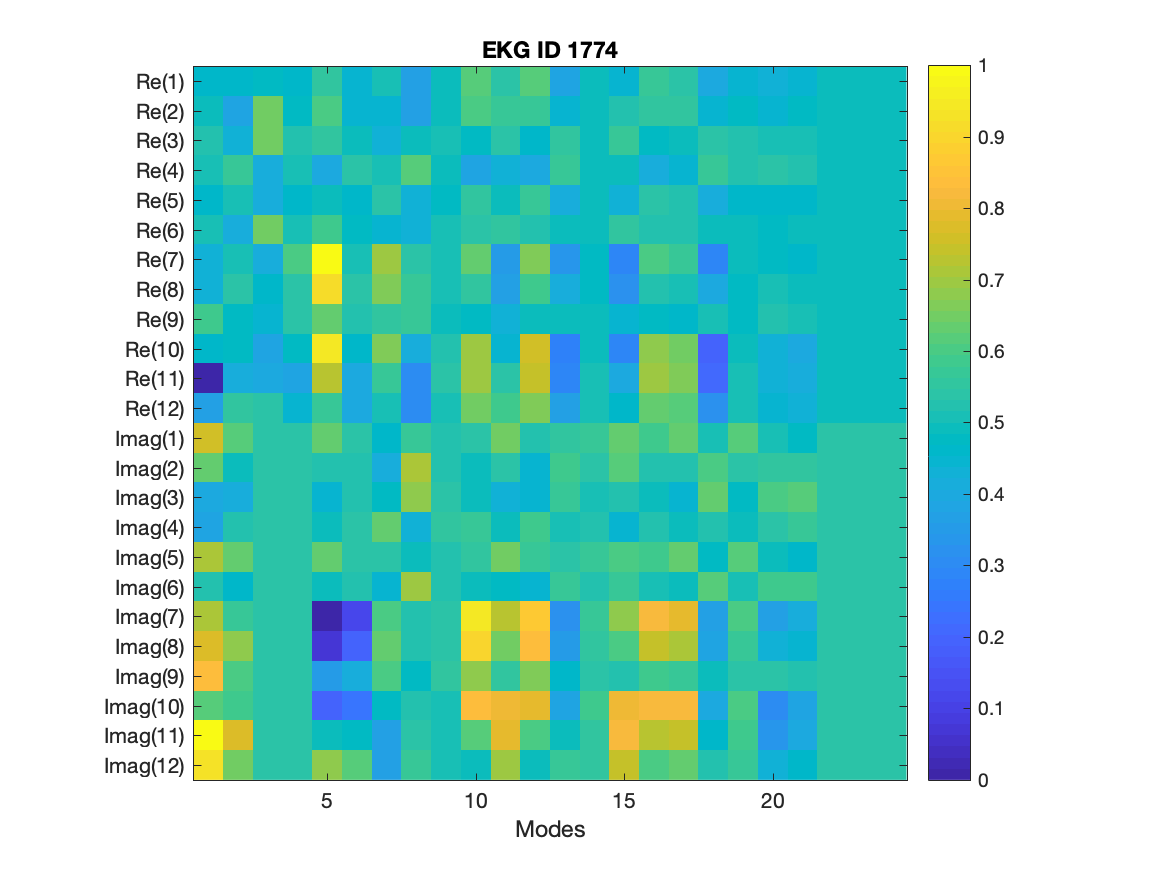 EKG ID 1774
Re(1)
Re(2)
Re(3)
Re(4)
Re(5)
Re(6)
Re(7)
Re(8)
Re(9)
Re(10)
Re(11)
Re(12)
Imag(1)
Imag(2)
Imag(3)
Imag(4)
Imag(5)
Imag(6)
Imag(7)
Imag(8)
Imag(9)
Imag(10)
Imag(11)
Imag(12)
5 10 15 20
Modes
1
0.9
0.8
0.7
0.6
0.5
0.4
0.3
0.2
0.1
0